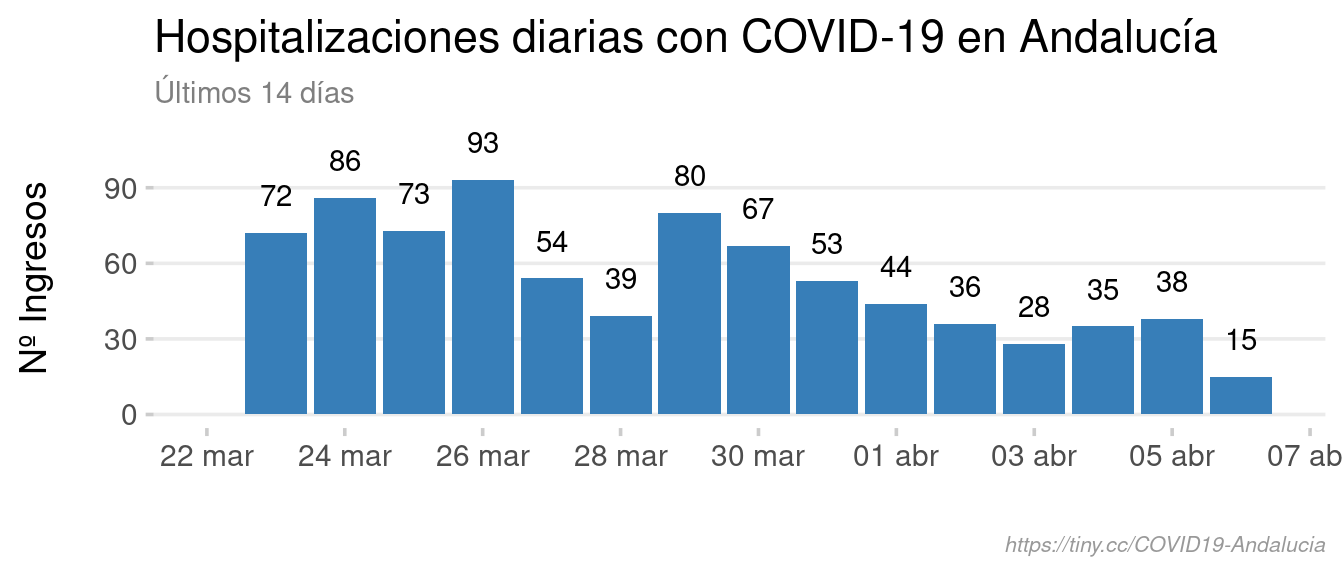 Hospitalizaciones diarias con COVID-19 en Andalucía
Últimos 14 días
Nº Ingresos
90
60
30
0
72
86
73
93
54
39
80
67
53
44
36
28
35
38
15
22 mar
24 mar
26 mar
28 mar
30 mar
01 abr
03 abr
05 abr
07 ab
https://tiny.cc/COVID19-Andalucia